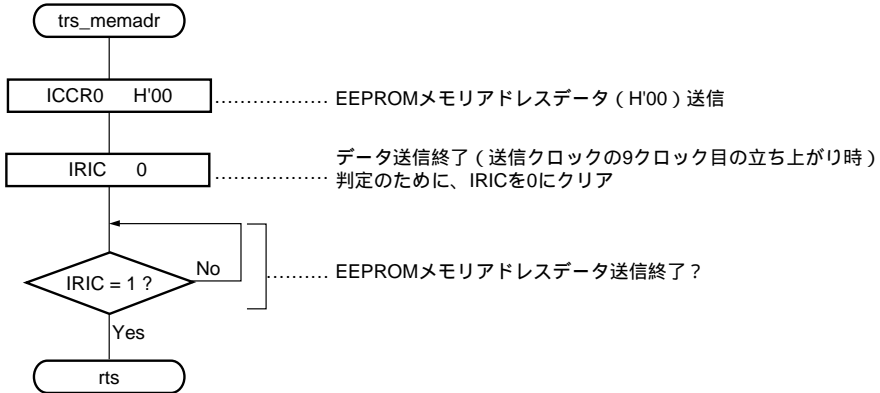 trs_memadr
ICCR0 H'00
……………… EEPROMメモリアドレスデータ(H'00)送信
IRIC 0
データ送信終了(送信クロックの9クロック目の立ち上がり時)
……………… 判定のために、IRICを0にクリア
No
IRIC = 1 ?
……… EEPROMメモリアドレスデータ送信終了?
Yes
rts